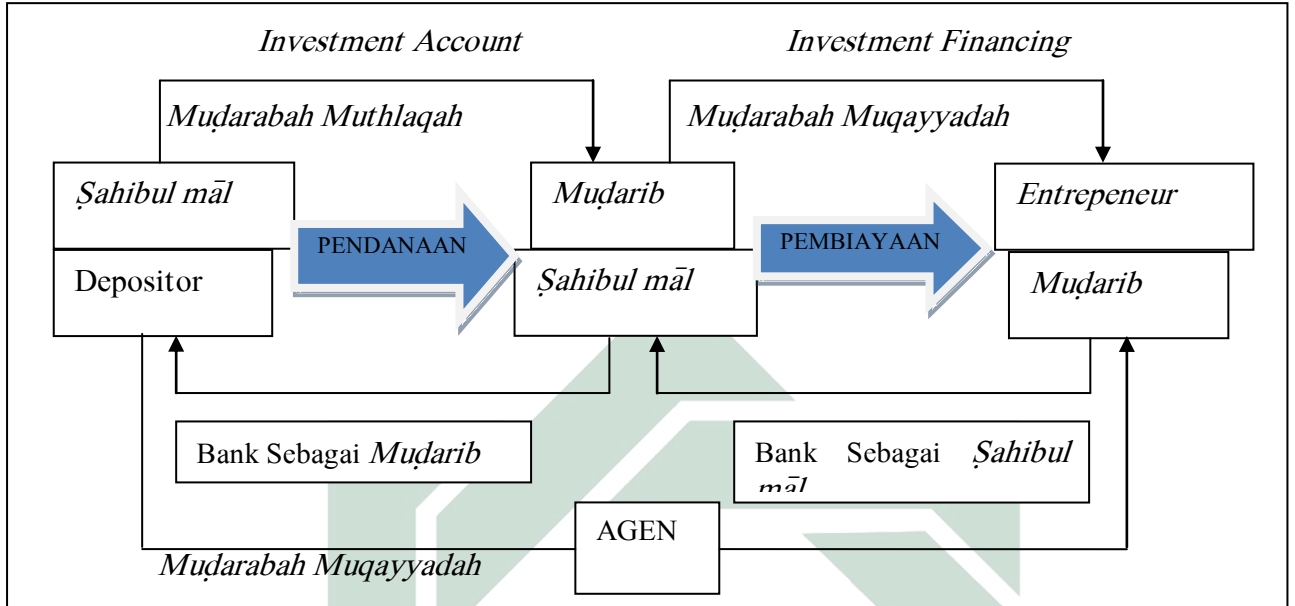 Investment Account
Investment Financing
Muḍarabah Muthlaqah
Muḍarabah Muqayyadah
Ṣahibul māl
Muḍarib
Entrepeneur
PENDANAAN
PEMBIAYAAN
Depositor
Ṣahibul māl
Muḍarib
Bank Sebagai Muḍarib
Bank Sebagai Ṣahibul
māl
AGEN
Muḍarabah Muqayyadah